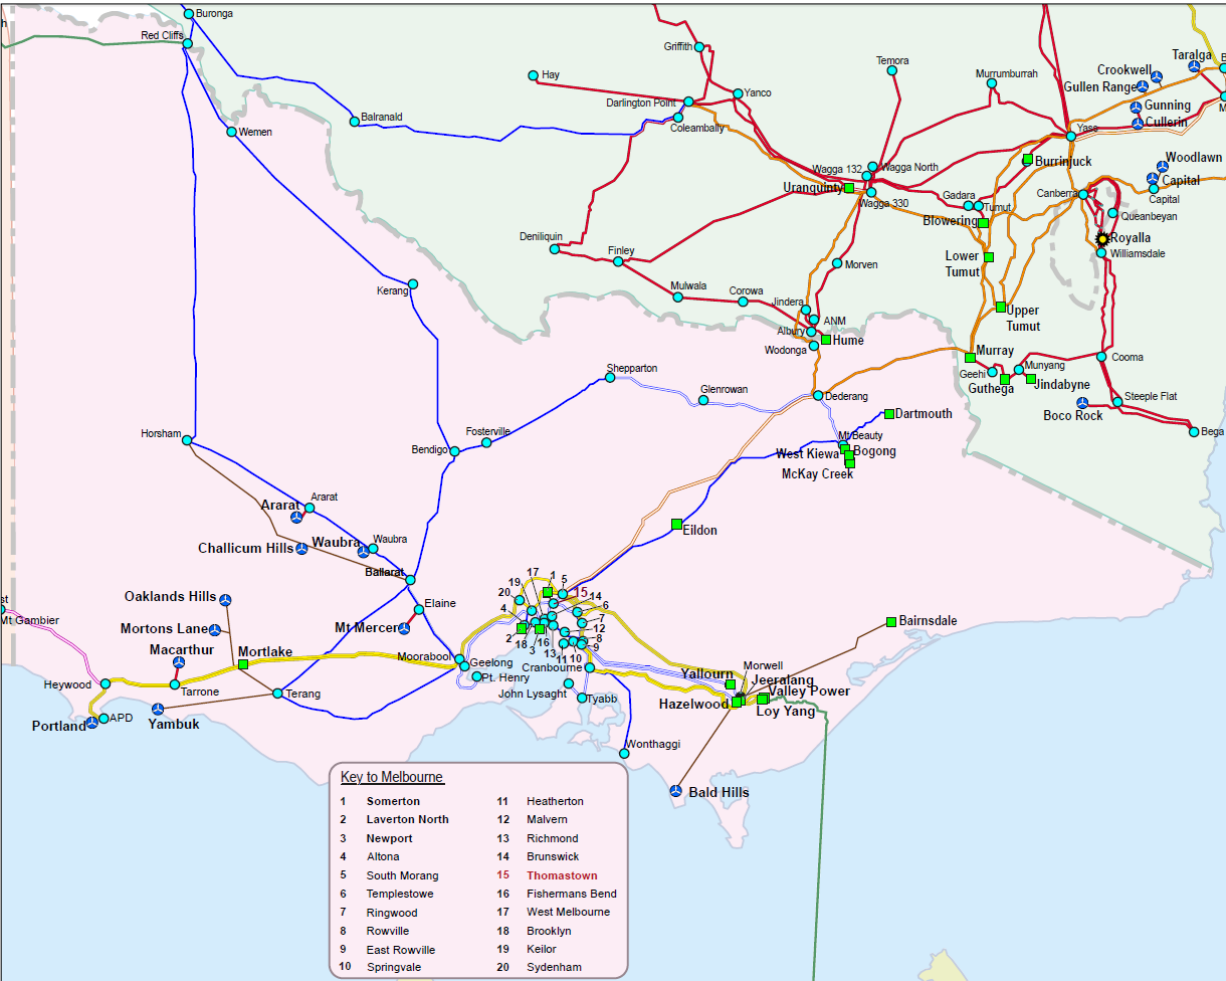 Buronga
h
Red Cliffs
Griffith
Temora
Taralga
B
Hay
Murrumburrah
Crookwell
Gullen Range
Darlington Point
Yanco
M
Gunning
Balranald
Coleambally
Cullerin
Wemen
Yass
Burrinjuck
Woodlawn
Wagga 132
Wagga North
Uranquinty
Capital
Wagga 330
Gadara
Tumut
Canberra
Capital
Blowering
Queanbeyan
Deniliquin
Royalla
Finley
Lower
Tumut
Williamsdale
Morven
Kerang
Mulwala
Corowa
Jindera
ANM
Upper
Tumut
Albury
Hume
Wodonga
Murray
Munyang
Cooma
Geehi
Shepparton
Guthega
Jindabyne
Glenrowan
Dederang
Steeple Flat
Boco Rock
Dartmouth
Horsham
Fosterville
Mt Beauty
Bega
Bendigo
West Kiewa
Bogong
McKay Creek
Ararat
Ararat
Eildon
Waubra
Waubra
Challicum Hills
Ballarat
17
1
5
19
15
20
14
Oaklands Hills
Elaine
4
6
st
Mt Gambier
7
Mortons Lane
Mt Mercer
12
Bairnsdale
2
8
18
3
16
9
13
11
10
Macarthur
Mortlake
Moorabool
Geelong
Cranbourne
Morwell
Yallourn
Jeeralang
Heywood
Pt. Henry
Tarrone
Terang
John Lysaght
Tyabb
Valley Power
Hazelwood
Loy Yang
Portland
APD
Yambuk
Wonthaggi
Bald Hills
Key to Melbourne
1 Somerton 11 Heatherton
2 Laverton North 12 Malvern
3 Newport 13 Richmond
4 Altona 14 Brunswick
5 South Morang 15 Thomastown
6 Templestowe 16 Fishermans Bend
7 Ringwood 17 West Melbourne
8 Rowville 18 Brooklyn
9 East Rowville 19 Keilor
10 Springvale 20 Sydenham